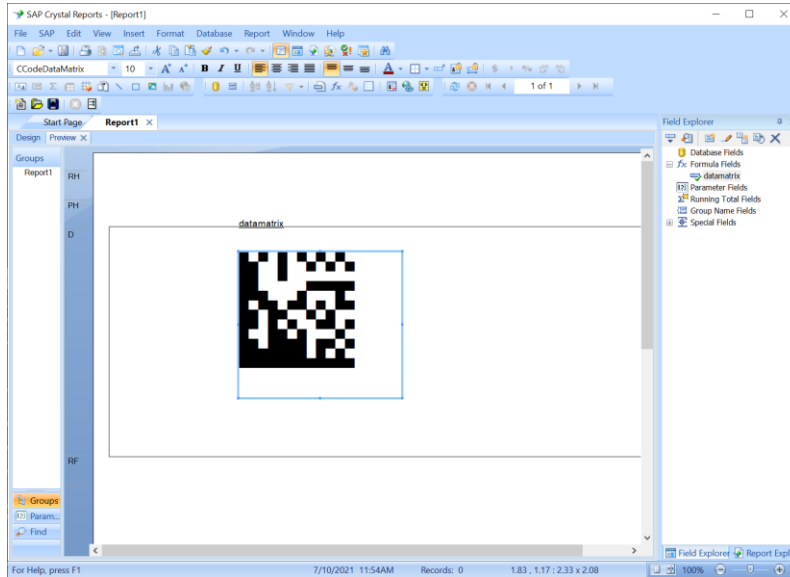 SAP Crystal Reports - [Report1]
File SAP Edit View Insert Format Database Report Window Help
CCodeDataMatrix 10 B I U
1 of 1
Start Page Report1
Design Preview
Groups
Report1
RH
PH
D
RF
datamatrix
Groups
Param...
Find
Field Explorer
Database Fields
Formula Fields
datamatrix
Parameter Fields
Running Total Fields
Group Name Fields
Special Fields
Field Explorer Report Expl
For Help, press F1 7/10/2021 11:54AM Records: 0 1.83 , 1.17 : 2.33 x 2.08 100%